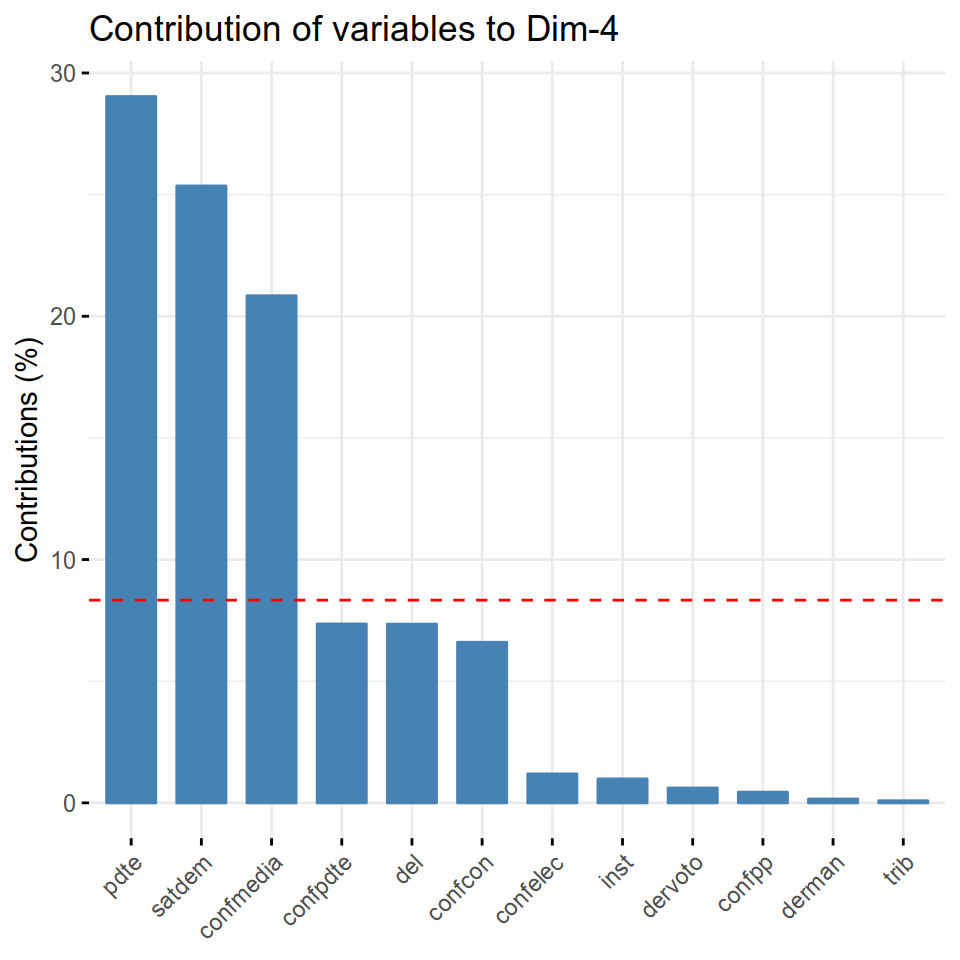 Contribution of variables to Dim-4
Contributions (%)
30
20
10
0
pdte
satdem
confmedia
confpdte
del
confcon
confelec
inst
dervoto
confpp
derman
trib